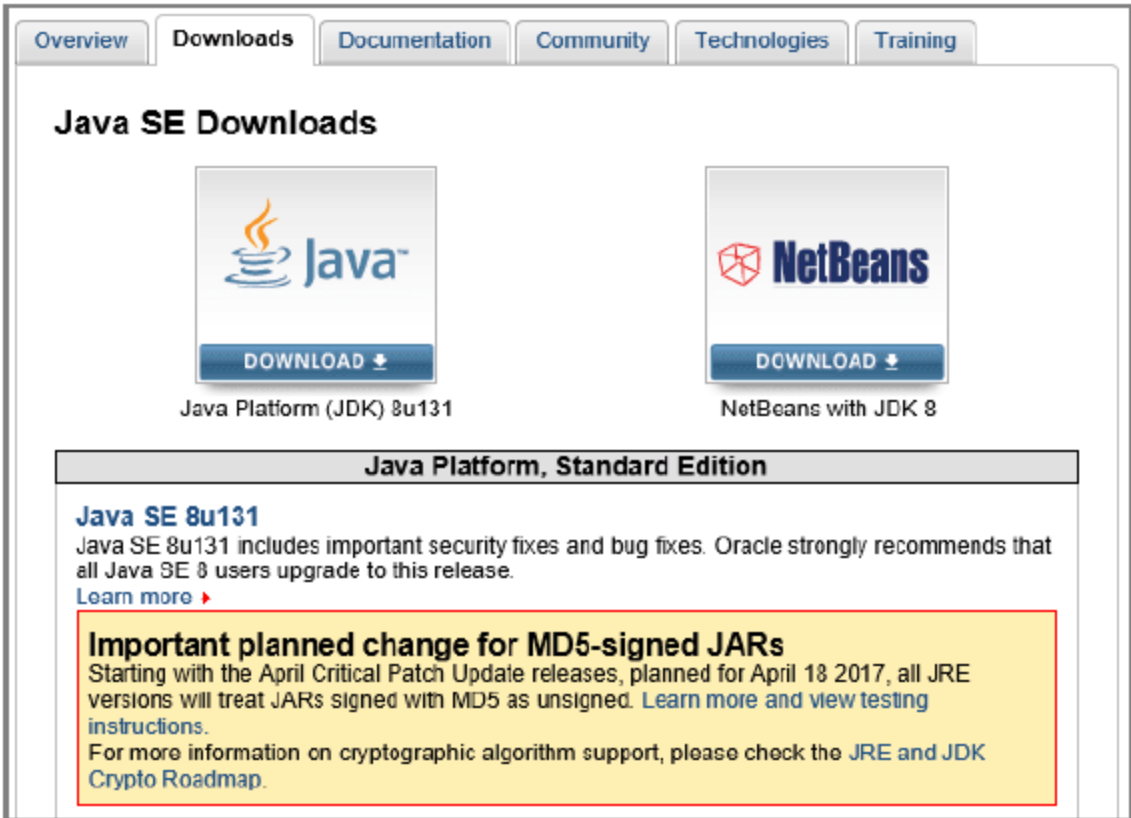 Overview Downloads Documentation Community Technologies Training
Java SE Downloads
Java™ NetBeans
DOWNLOAD DOWNLOAD
Java Platform (JDK) 8u131 NetBeans with JDK 8
Java Platform, Standard Edition
Java SE 8u131
Java SE 8u131 includes important security fixes and bug fixes. Oracle strongly recommends that
all Java SE 8 users upgrade to this release.
Learn more
Important planned change for MD5-signed JARs
Starting with the April Critical Patch Update releases, planned for April 18 2017, all JRE
versions will treat JARs signed with MD5 as unsigned. Learn more and view testing
instructions.
For more information on cryptographic algorithm support, please check the JRE and JDK
Crypto Roadmap.